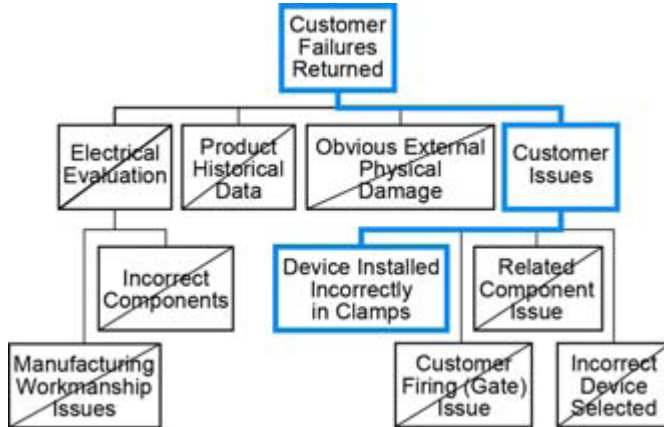 Customer
Failures
Returned
Electrical
Evaluation
Product
Historical
Data
Obvious External
Physical
Damage
Customer
Issues
Incorrect
Components
Device Installed
Incorrectly
in Clamps
Related
Component
Issue
Manufacturing
Workmanship
Issues
Customer
Firing (Gate)
Issue
Incorrect
Device
Selected